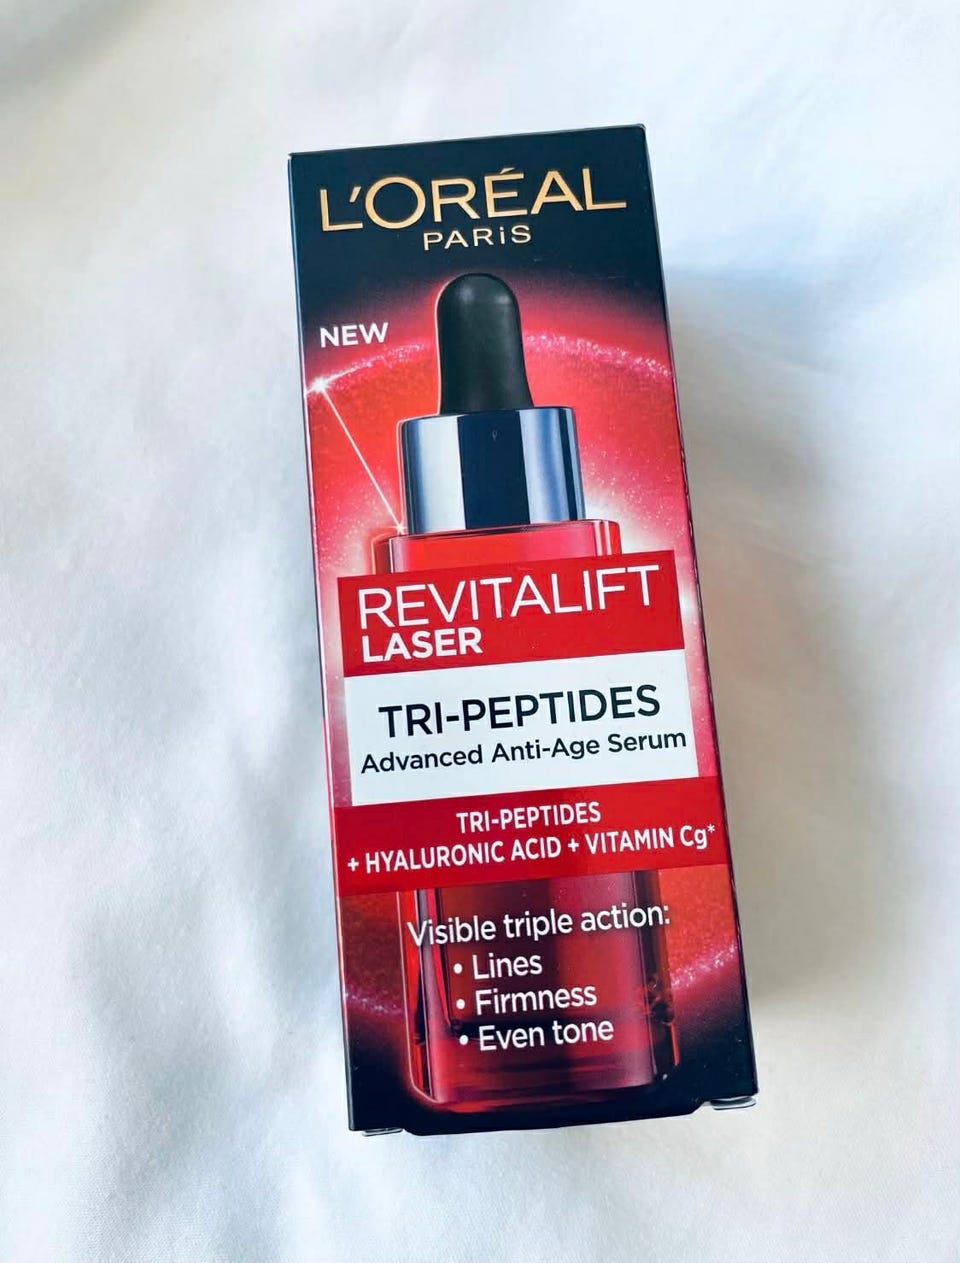 L'ORÉAL
PARiS
NEW
REVITALIFT
LASER
TRI-PEPTIDES
Advanced Anti-Age Serum
TRI-PEPTIDES
+ HYALURONIC ACID + VITAMIN Cg*
Visible triple action:
• Lines
• Firmness
• Even tone